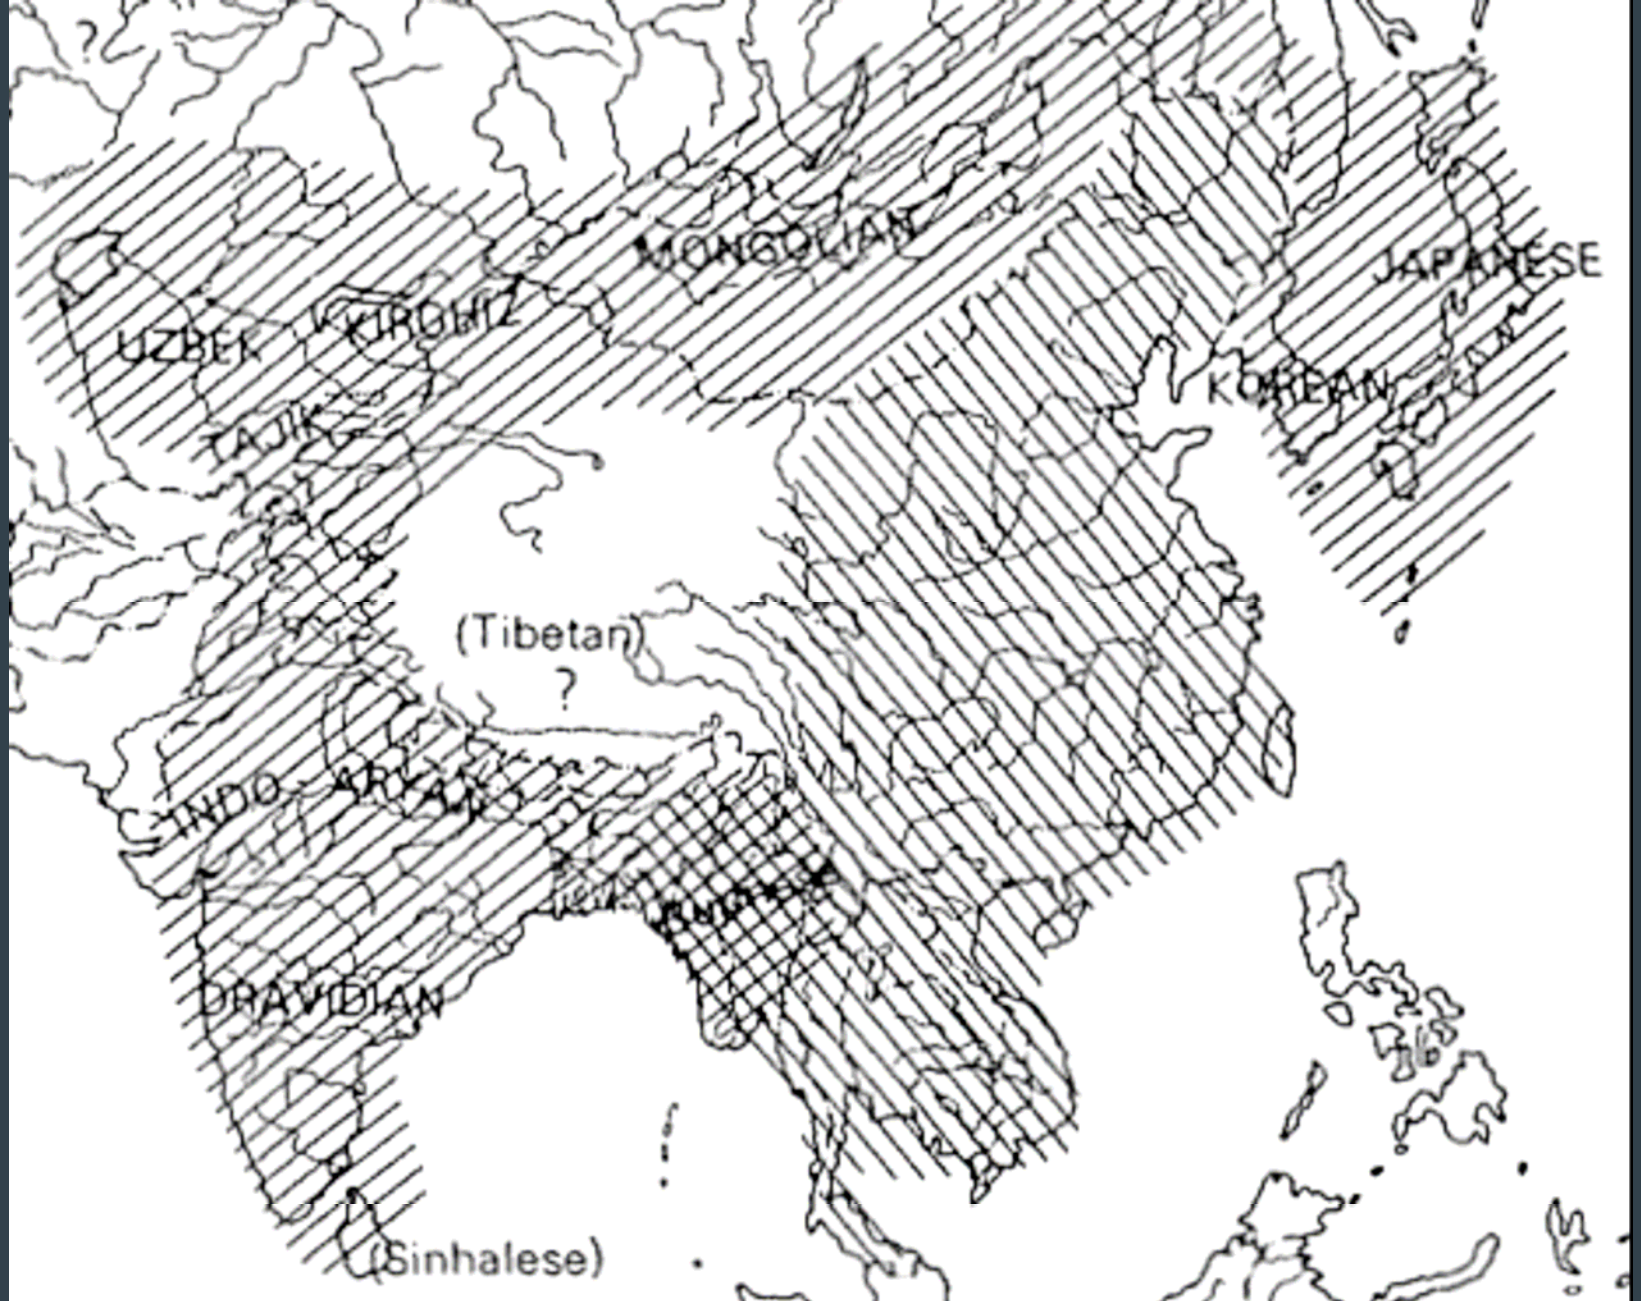 ?
MONGOLIAN
JAPANESE
KIRGHIZ
UZBEK
KOREAN
TAJIK
(Tibetan)
?
INDO-ARYAN
DRAVIDIAN
(Sinhalese)